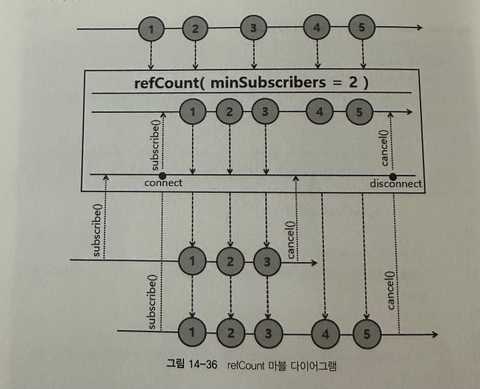 1 2 3 4 5
refCount( minSubscribers = 2 )
1 2 3 4 5
subscribe() cancel()
connect disconnect
subscribe() cancel()
1 2 3
subscribe() cancel()
1 2 3 4 5
그림 14-36 refCount 마블 다이어그램